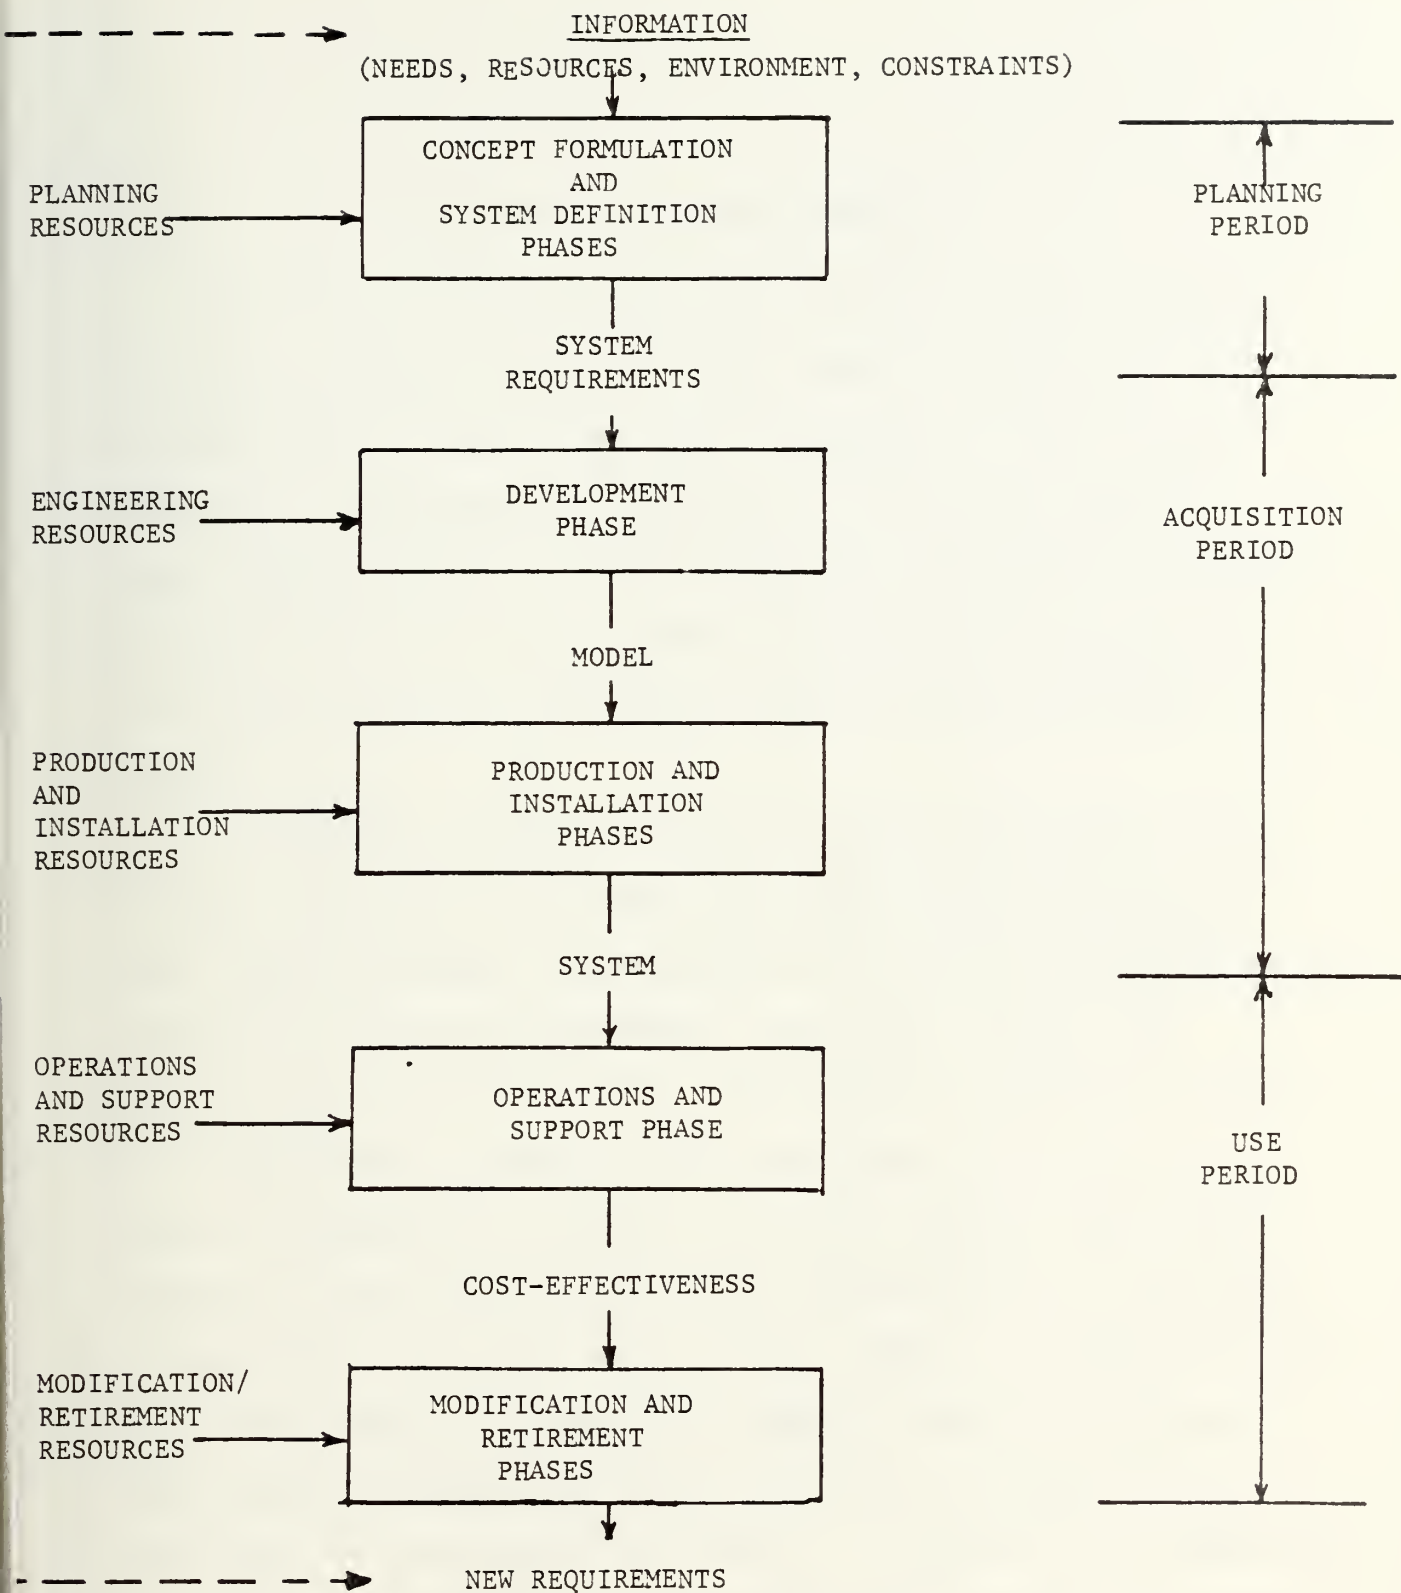 INFORMATION
(NEEDS, RESOURCES, ENVIRONMENT, CONSTRAINTS)
CONCEPT FORMULATION
AND
SYSTEM DEFINITION
PHASES
PLANNING
RESOURCES
PLANNING
PERIOD
SYSTEM
REQUIREMENTS
ENGINEERING
RESOURCES
DEVELOPMENT
PHASE
ACQUISITION
PERIOD
MODEL
PRODUCTION
AND
INSTALLATION
RESOURCES
PRODUCTION AND
INSTALLATION
PHASES
SYSTEM
OPERATIONS
AND SUPPORT
RESOURCES
OPERATIONS AND
SUPPORT PHASE
USE
PERIOD
COST-EFFECTIVENESS
MODIFICATION/
RETIREMENT
RESOURCES
MODIFICATION AND
RETIREMENT
PHASES
NEW REQUIREMENTS